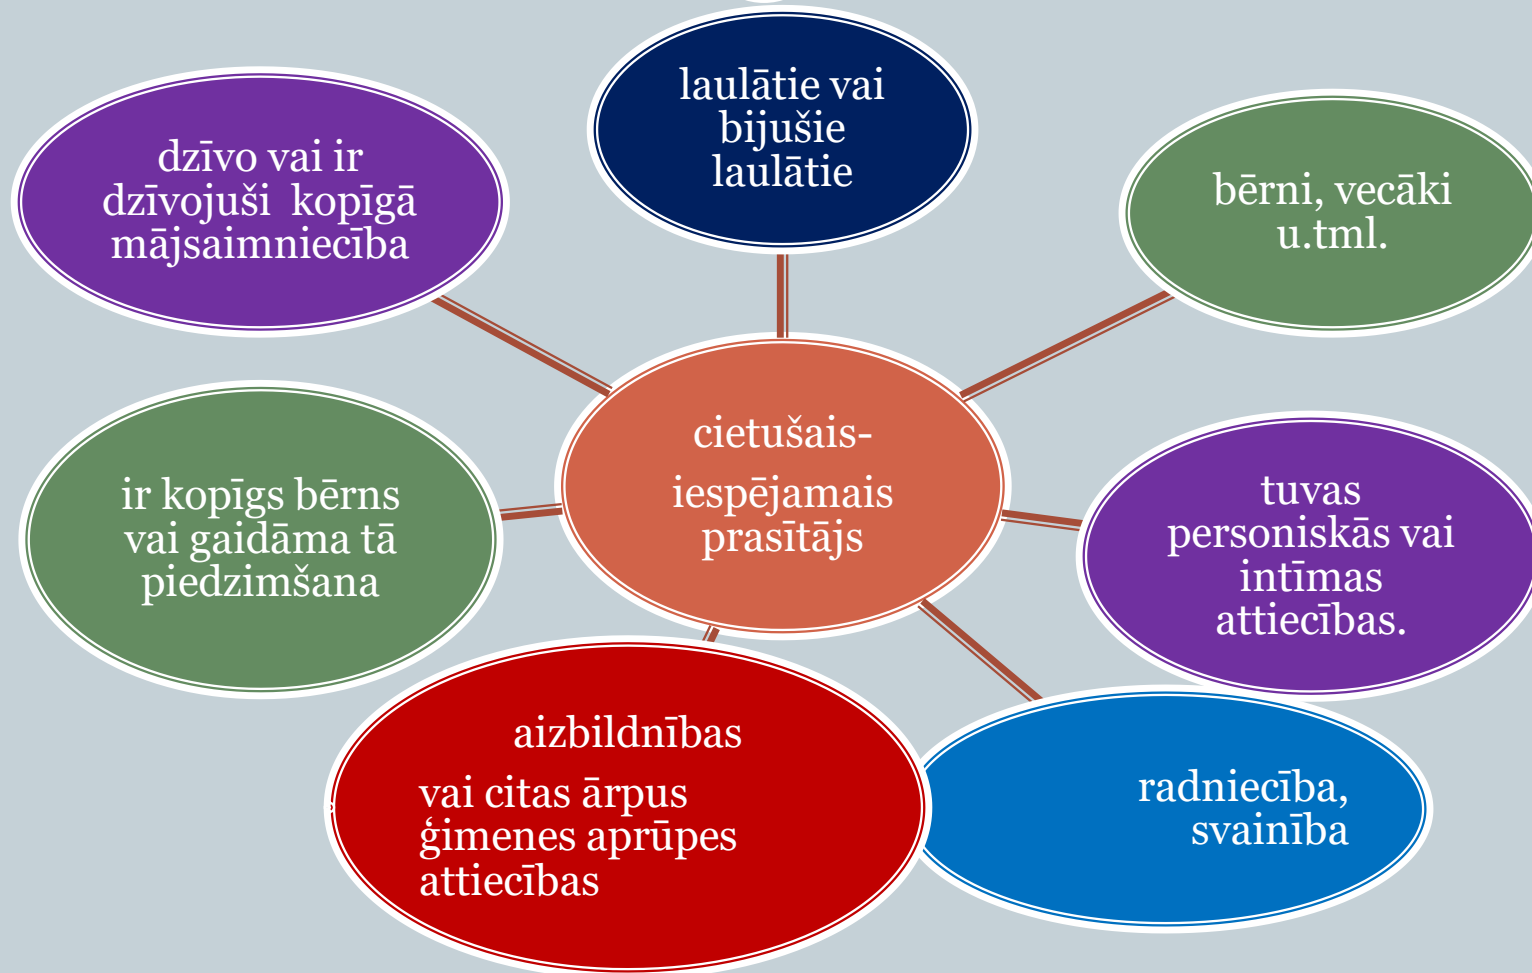 laulātie vai
bijušie
laulātie
dzīvo vai ir
dzīvojuši kopīgā
mājsaimniecība
bērni, vecāki
u.tml.
cietušais-
iespējamais
prasītājs
ir kopīgs bērns
vai gaidāma tā
piedzimšana
tuvas
personiskās vai
intīmas
attiecības.
aizbildnības
vai citas ārpus
ģimenes aprūpes
attiecības
radniecība,
svainība